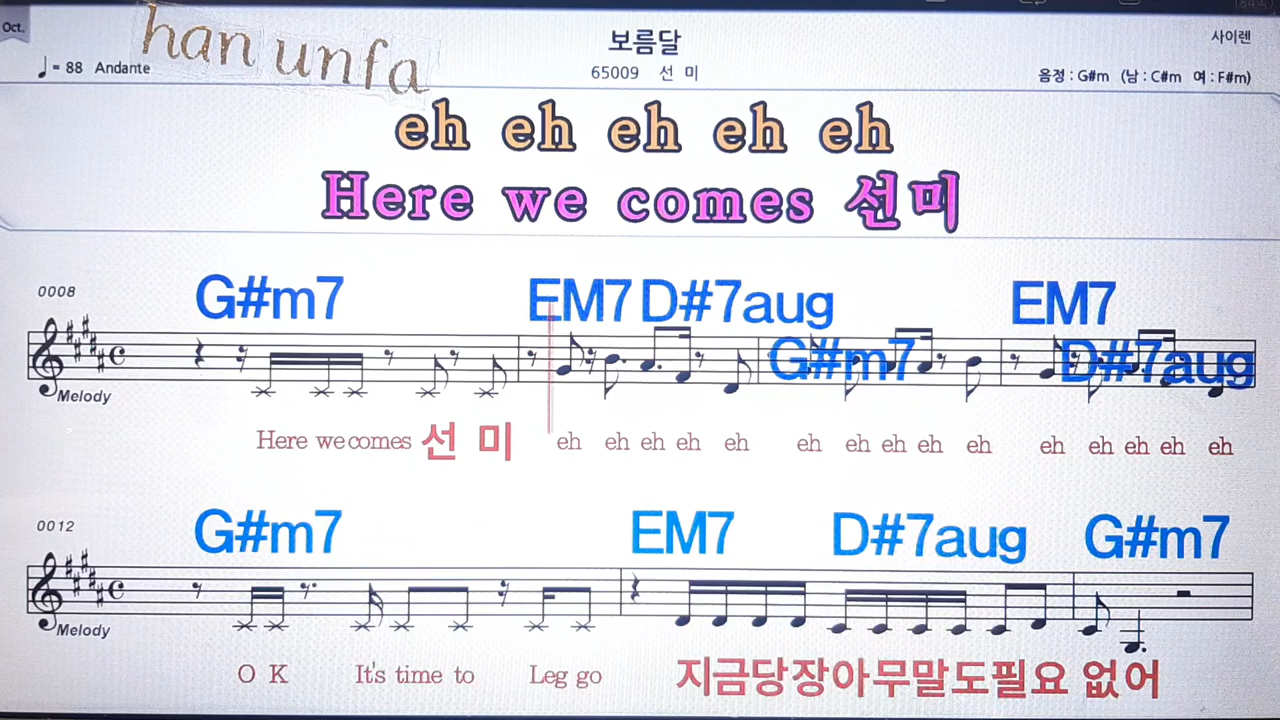 Oct.
han unfa
보름달
사이렌
♩= 88 Andante
65009 선 미
음정 : G#m (남 : C#m 여 : F#m)
eh eh eh eh eh
Here we comes 선미
0008
G#m7 EM7 D#7aug G#m7 EM7 D#7aug
Melody
Here we comes 선 미 eh eh eh eh eh eh eh eh eh eh eh eh eh eh eh
0012
G#m7 EM7 D#7aug G#m7
Melody
O K It's time to Leg go 지금당장아무말도필요 없어